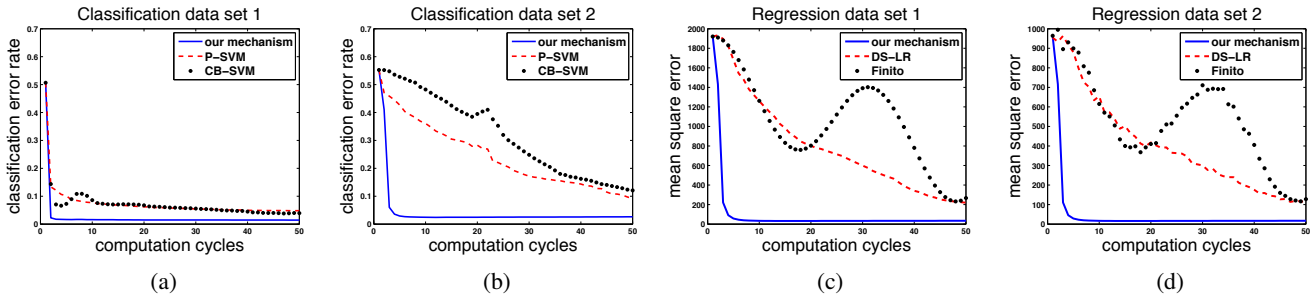 Classification data set 1
classification error rate
0.7
0.6
0.5
0.4
0.3
0.2
0.1
0
our mechanism
P-SVM
CB-SVM
0 10 20 30 40 50
computation cycles
(a)
Classification data set 2
classification error rate
0.7
0.6
0.5
0.4
0.3
0.2
0.1
0
our mechanism
P-SVM
CB-SVM
0 10 20 30 40 50
computation cycles
(b)
Regression data set 1
mean square error
2000
1800
1600
1400
1200
1000
800
600
400
200
0
our mechanism
DS-LR
Finito
0 10 20 30 40 50
computation cycles
(c)
Regression data set 2
mean square error
1000
900
800
700
600
500
400
300
200
100
0
our mechanism
DS-LR
Finito
0 10 20 30 40 50
computation cycles
(d)